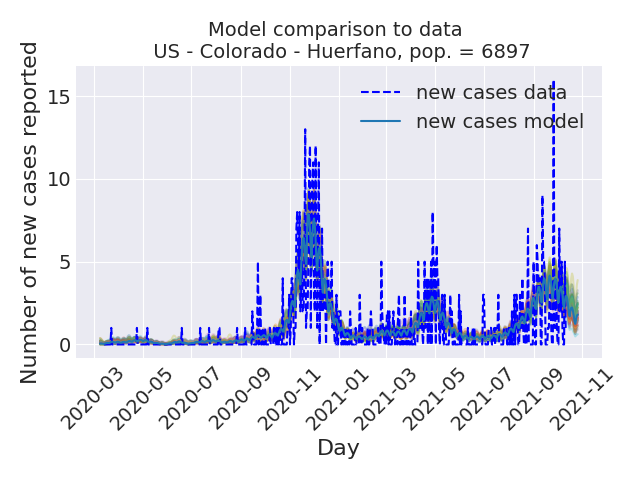 Model comparison to data
US - Colorado - Huerfano, pop. = 6897
Number of new cases reported
15
10
5
0
new cases data
new cases model
2020-03
2020-05
2020-07
2020-09
2020-11
2021-01
2021-03
2021-05
2021-07
2021-09
2021-11
Day